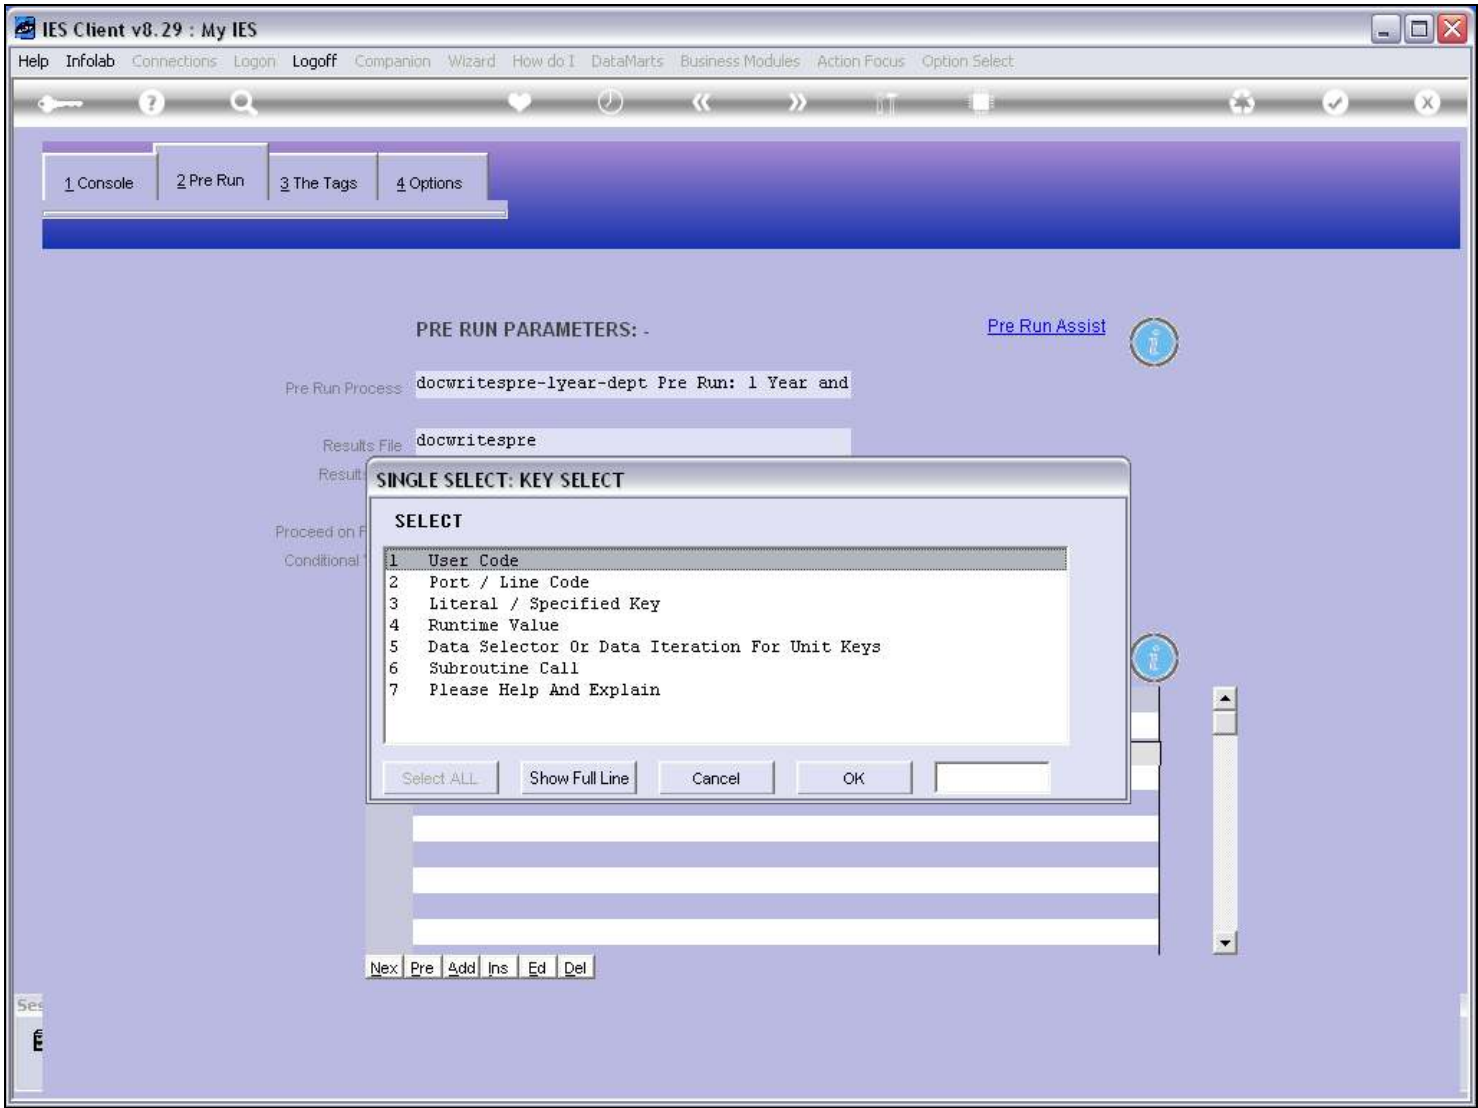 IES Client v8.29 : My IES
Help Infolab Connections Logon Logoff Companion Wizard How do I DataMarts Business Modules Action Focus Option Select
1 Console 2 Pre Run 3 The Tags 4 Options
PRE RUN PARAMETERS: -
Pre Run Assist
Pre Run Process docwritespre-1year-dept Pre Run: 1 Year and
Results File docwritespre
Results
SINGLE SELECT: KEY SELECT
SELECT
Proceed on F
Conditional
1 User Code
2 Port / Line Code
3 Literal / Specified Key
4 Runtime Value
5 Data Selector Or Data Iteration For Unit Keys
6 Subroutine Call
7 Please Help And Explain
Select ALL Show Full Line Cancel OK
Nex Pre Add Ins Ed Del
Ses